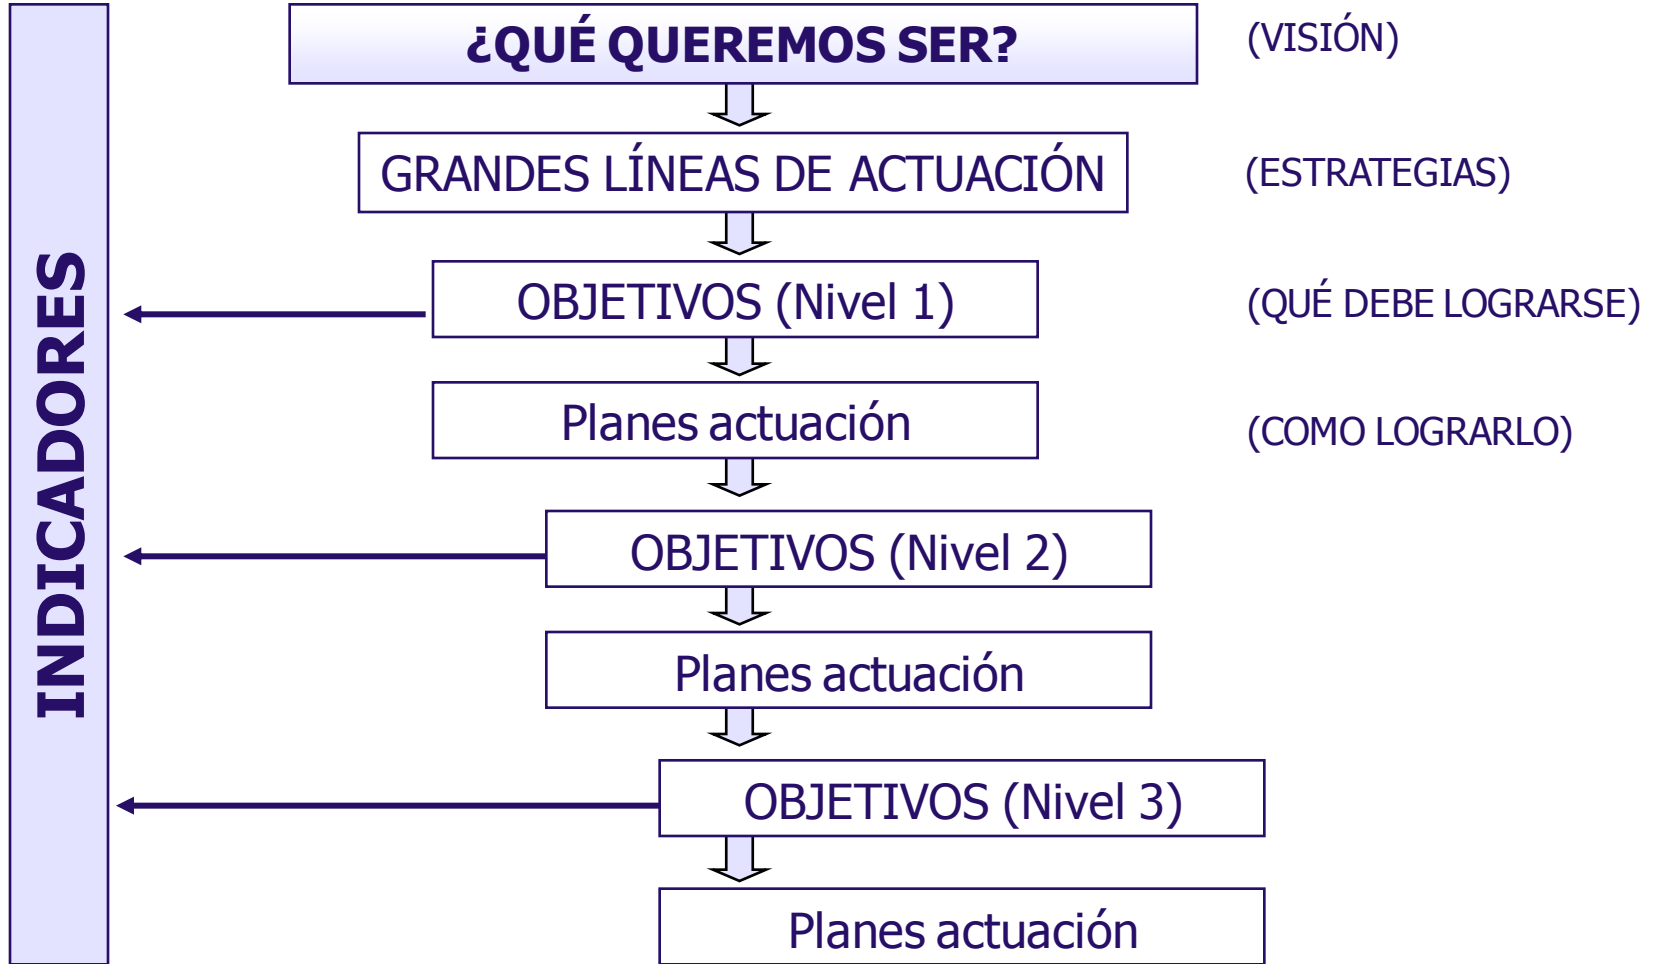 INDICADORES
¿QUÉ QUEREMOS SER?
(VISIÓN)
GRANDES LÍNEAS DE ACTUACIÓN
(ESTRATEGIAS)
OBJETIVOS (Nivel 1)
(QUÉ DEBE LOGRARSE)
Planes actuación
(COMO LOGRARLO)
OBJETIVOS (Nivel 2)
Planes actuación
OBJETIVOS (Nivel 3)
Planes actuación